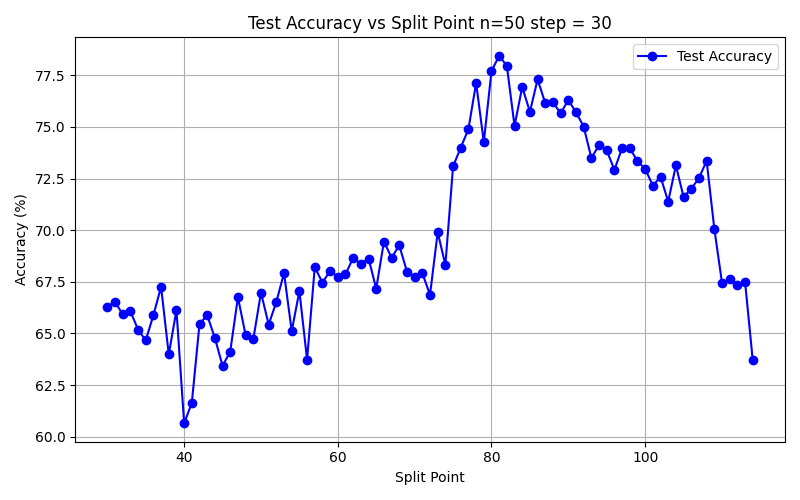 Test Accuracy vs Split Point n=50 step = 30
Test Accuracy
Accuracy (%)
77.5
75.0
72.5
70.0
67.5
65.0
62.5
60.0
40 60 80 100
Split Point